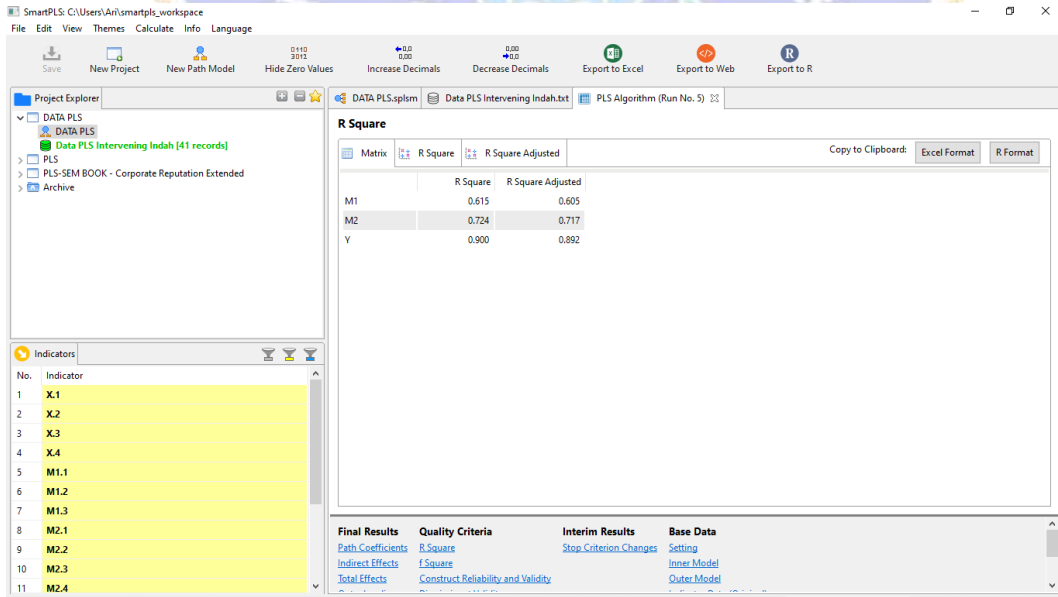 SmartPLS: C:\Users\Ari\smartpls_workspace
File Edit View Themes Calculate Info Language
Save New Project New Path Model Hide Zero Values Increase Decimals Decrease Decimals Export to Excel Export to Web Export to R
Project Explorer
DATA PLS
DATA PLS
Data PLS Intervening Indah [41 records]
PLS
PLS-SEM BOOK - Corporate Reputation Extended
Archive
Indicators
No. Indicator
1 X.1
2 X.2
3 X.3
4 X.4
5 M1.1
6 M1.2
7 M1.3
8 M2.1
9 M2.2
10 M2.3
11 M2.4
DATA PLS.splsm Data PLS Intervening Indah.txt PLS Algorithm (Run No. 5)
R Square
Matrix R Square R Square Adjusted Copy to Clipboard: Excel Format R Format
R Square R Square Adjusted
M1 0.615 0.605
M2 0.724 0.717
Y 0.900 0.892
Final Results Quality Criteria Interim Results Base Data
Path Coefficients R Square Stop Criterion Changes Setting
Indirect Effects f Square Inner Model
Total Effects Construct Reliability and Validity Outer Model